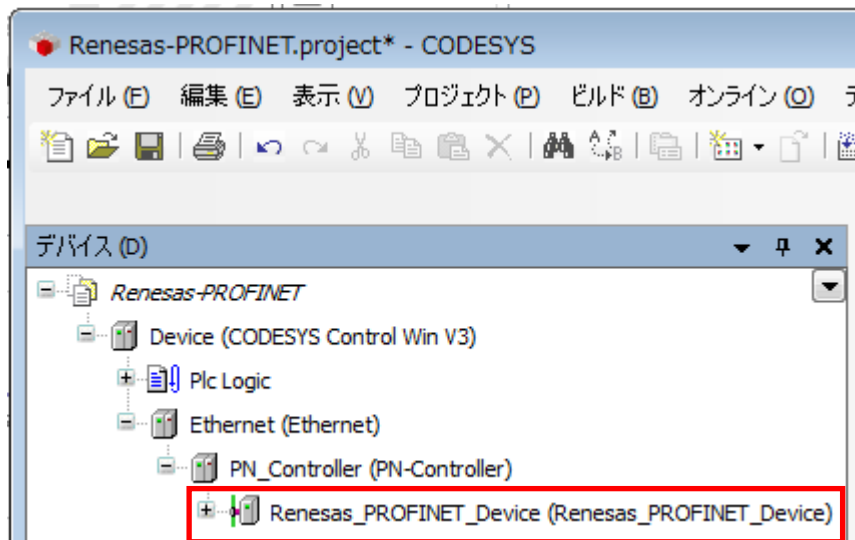 Renesas-PROFINET.project* - CODESYS
ファイル(F) 編集(E) 表示(V) プロジェクト(P) ビルド(B) オンライン(O)
デバイス(D)
Renesas-PROFINET
Device (CODESYS Control Win V3)
Plc Logic
Ethernet (Ethernet)
PN_Controller (PN-Controller)
Renesas_PROFINET_Device (Renesas_PROFINET_Device)